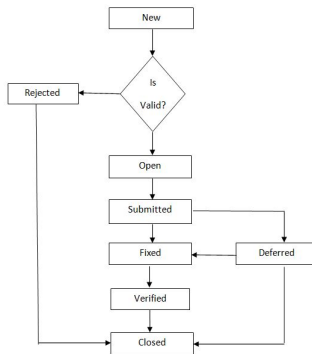 New
Is
Valid?
Rejected
Open
Submitted
Fixed
Deferred
Verified
Closed